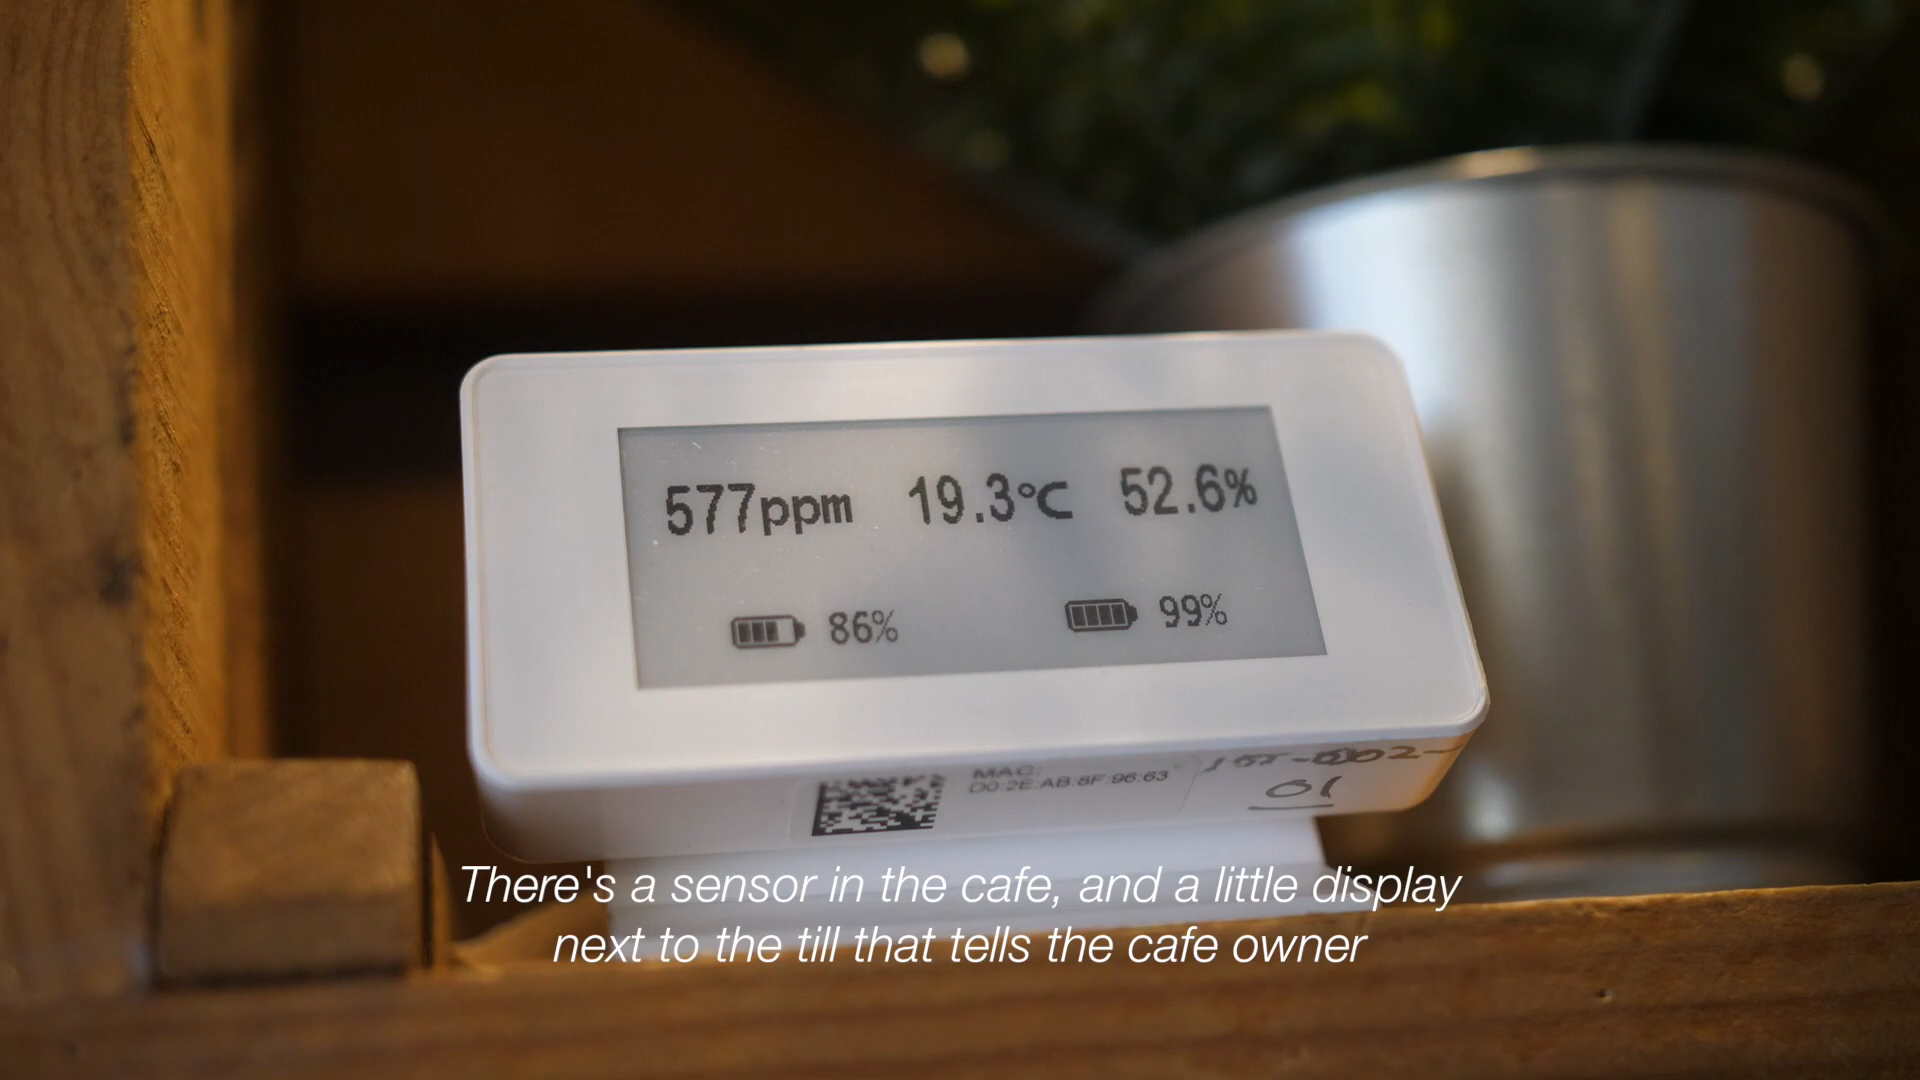 577ppm 19.3°C 52.6%
86% 99%
MAC:
D0:2E:AB:8F:96:63
01
There's a sensor in the cafe, and a little display
next to the till that tells the cafe owner